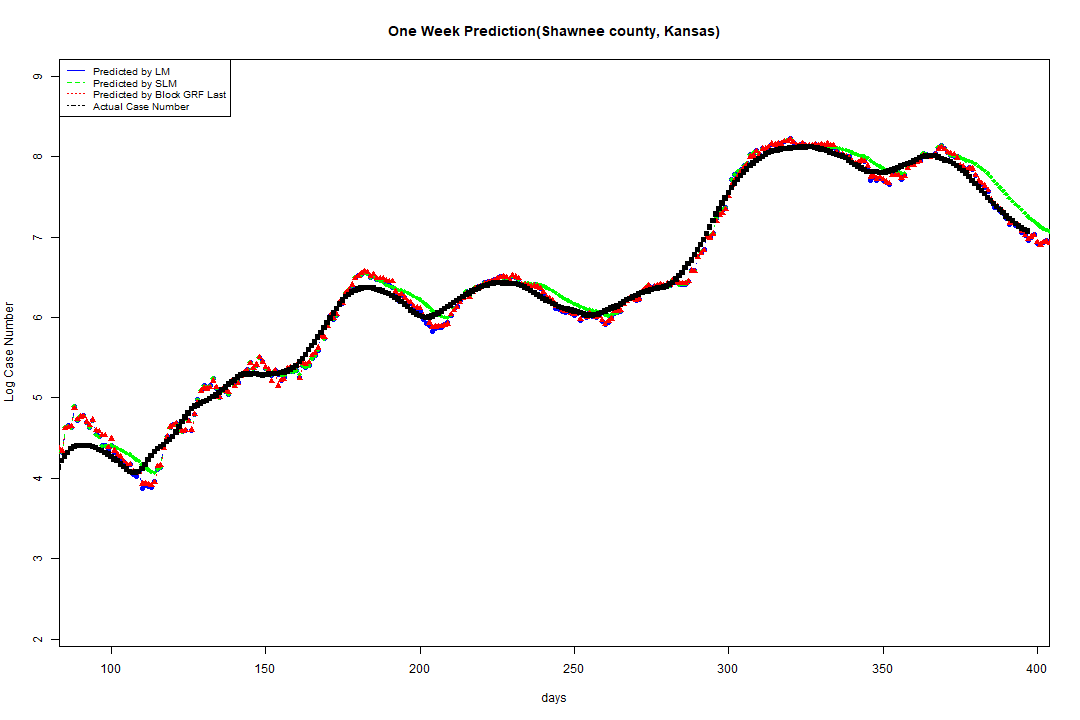 One Week Prediction(Shawnee county, Kansas)
Predicted by LM
Predicted by SLM
Predicted by Block GRF Last
Actual Case Number
9
8
7
6
5
4
3
2
Log Case Number
100 150 200 250 300 350 400
days